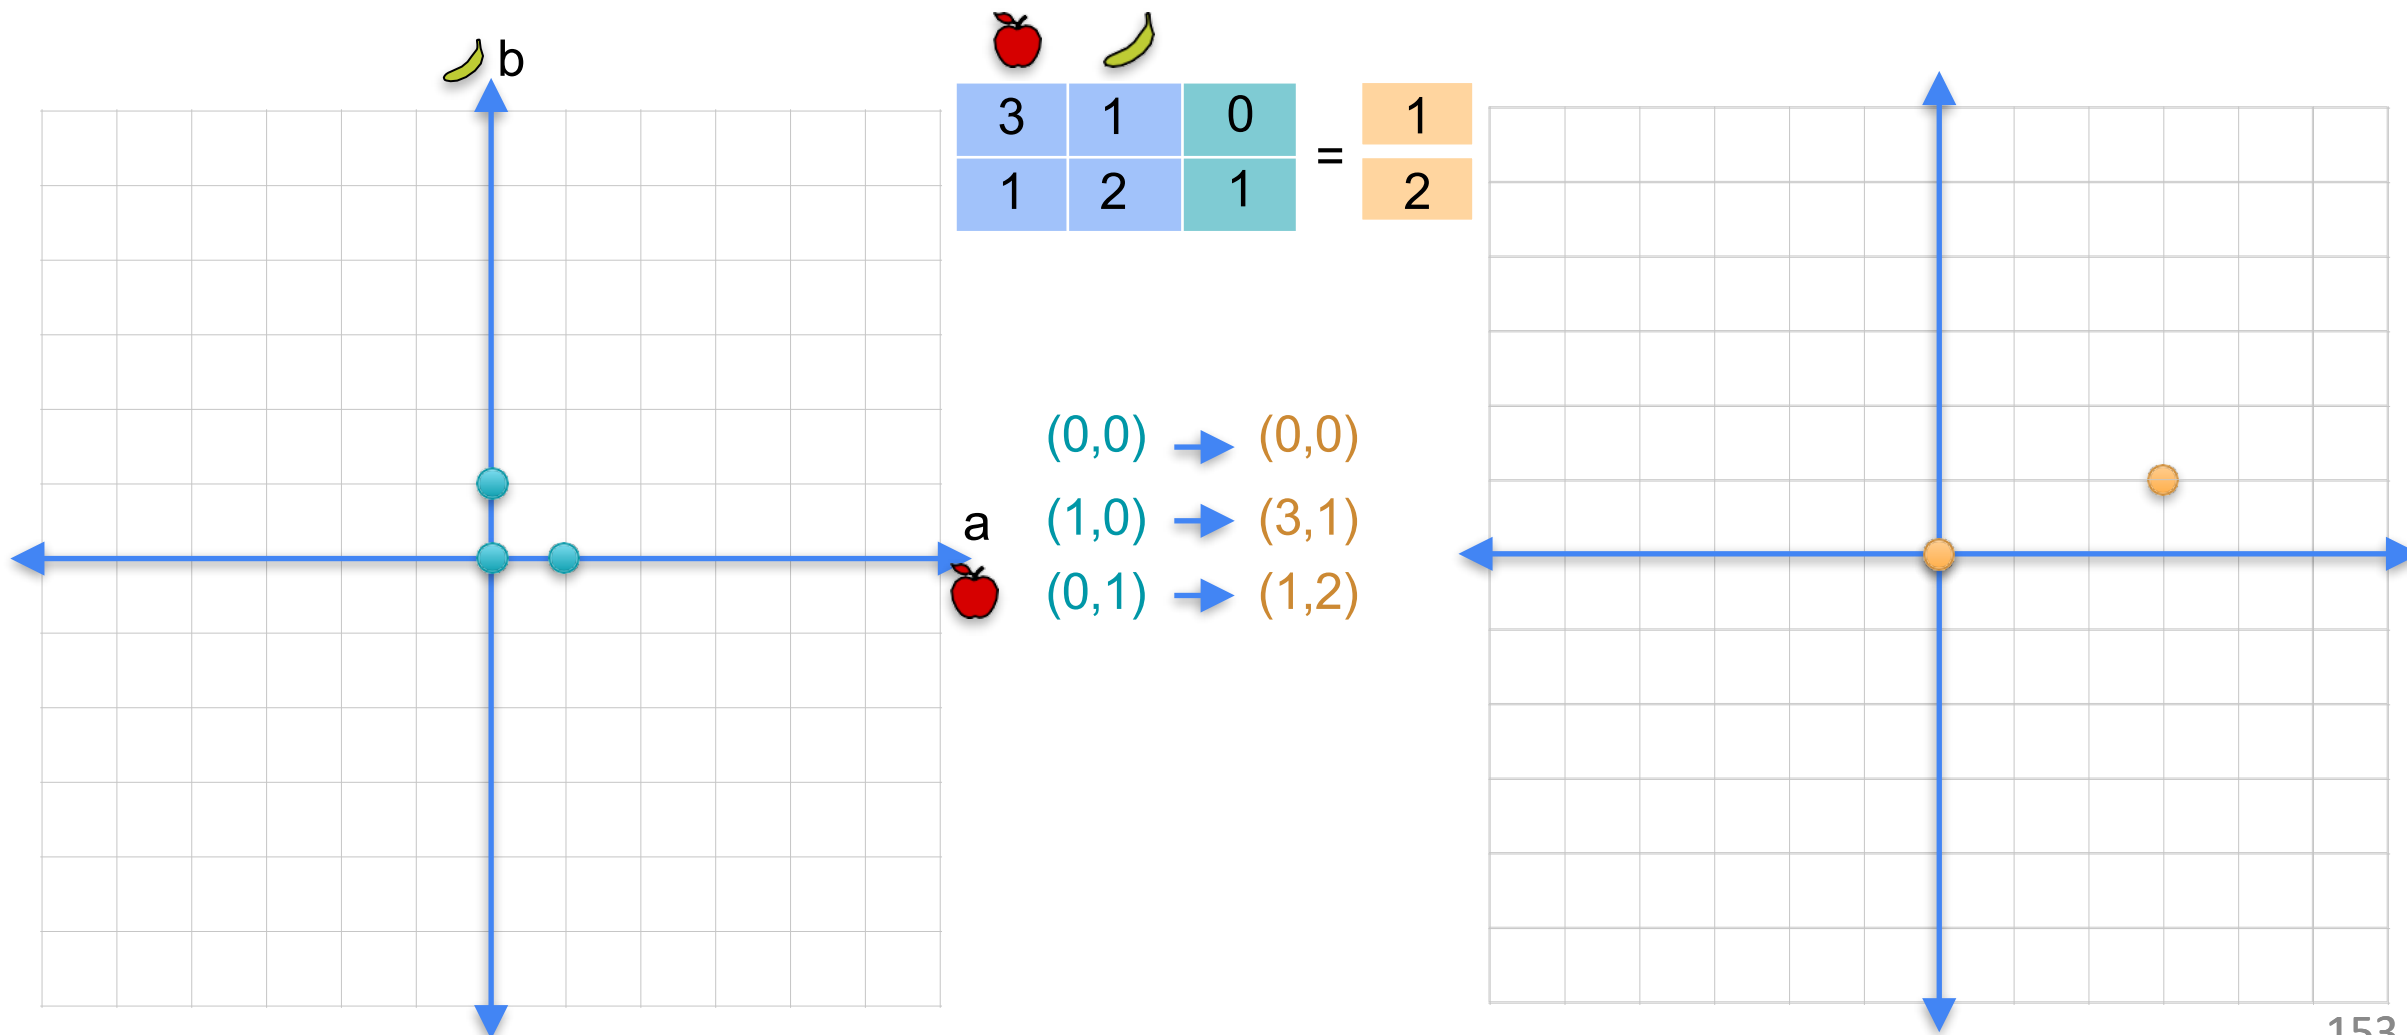 b
3 1 0 = 1
1 2 1 2
(0,0) (0,0)
a
(1,0) (3,1)
(0,1) (1,2)
153